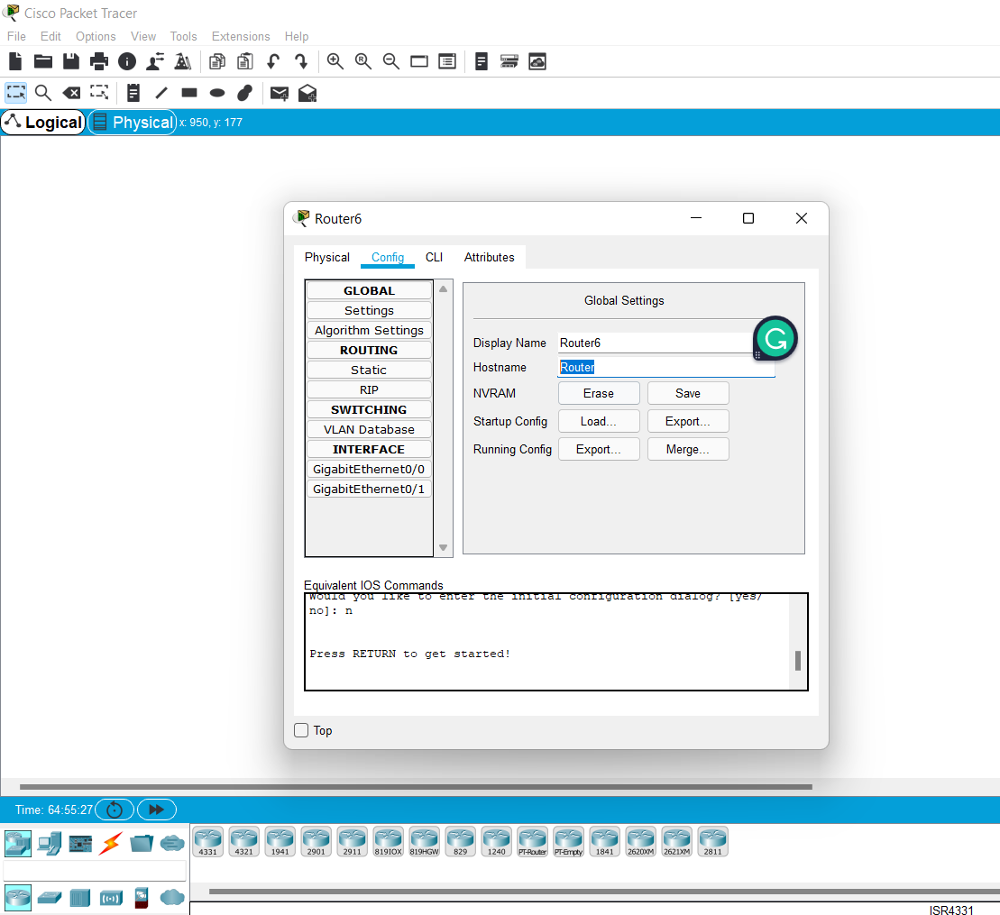 Cisco Packet Tracer
File Edit Options View Tools Extensions Help
Logical Physical x: 950, y: 177
Router6
Physical Config CLI Attributes
GLOBAL
Settings
Algorithm Settings
ROUTING
Static
RIP
SWITCHING
VLAN Database
INTERFACE
GigabitEthernet0/0
GigabitEthernet0/1
Global Settings
Display Name Router6
Hostname Router
NVRAM Erase Save
Startup Config Load... Export...
Running Config Export... Merge...
Equivalent IOS Commands
Would you like to enter the initial configuration dialog? [yes/
no]: n
Press RETURN to get started!
Top
Time: 64:55:27
4331 4321 1941 2901 2911 819IOX 819HGW 829 1240 PT-Router PT-Empty 1841 2620XM 2621XM 2811
ISR4331